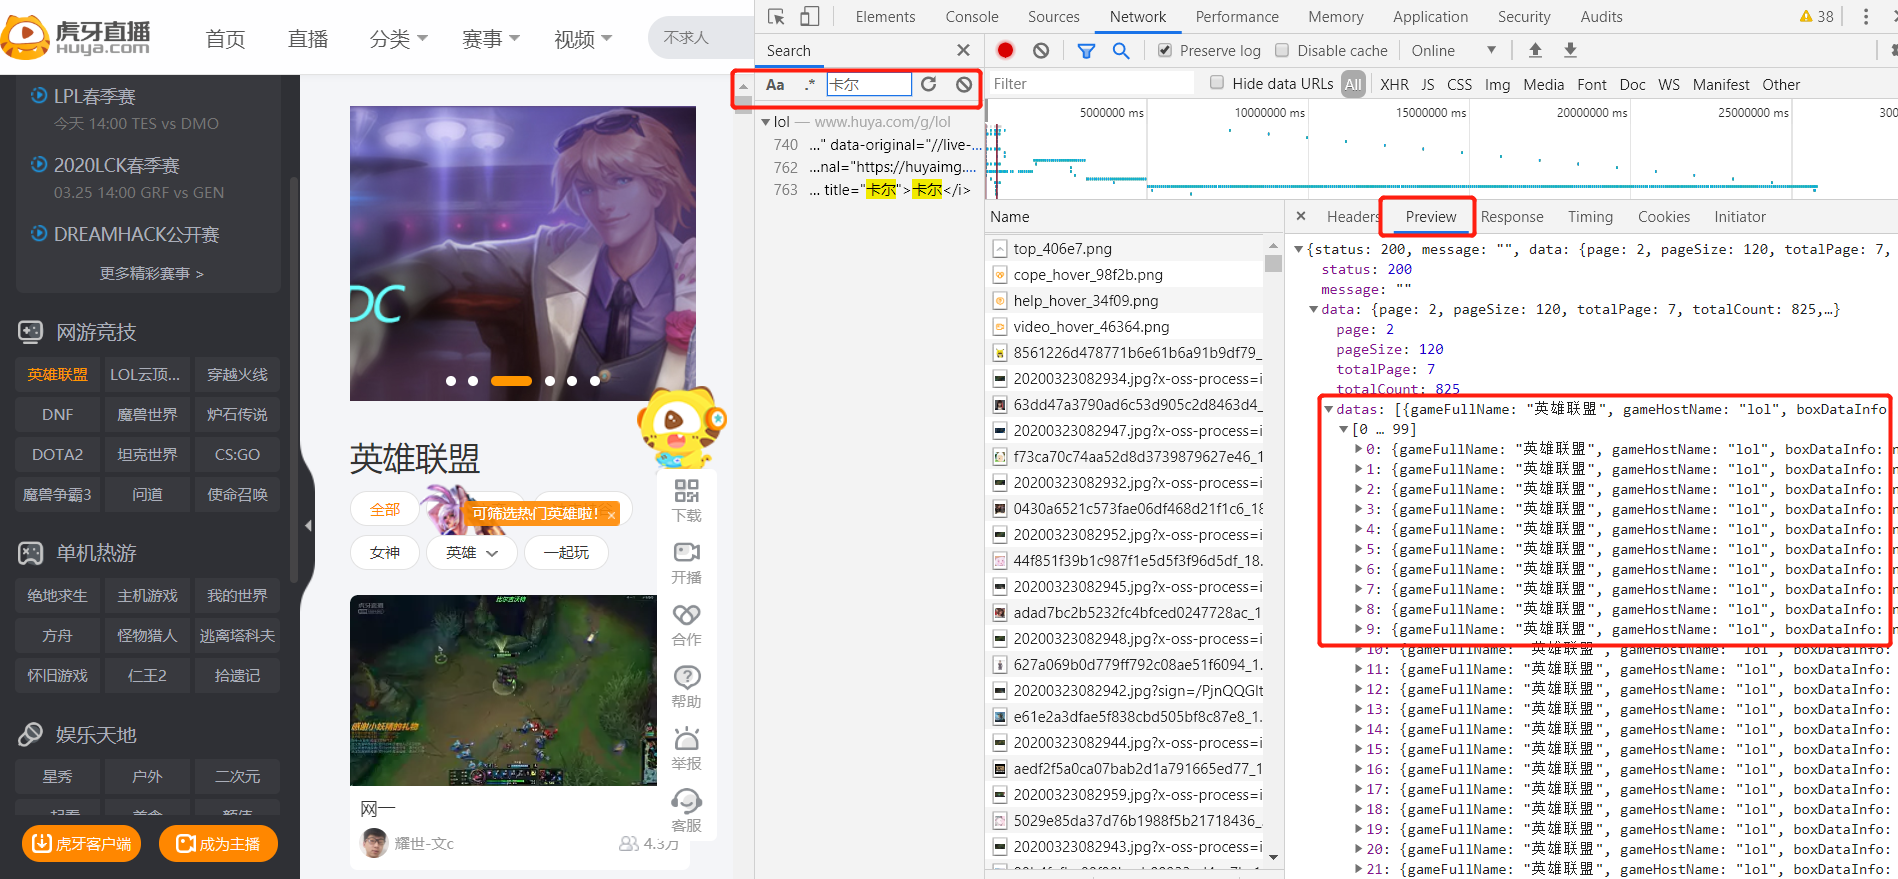 虎牙直播
Huya.com
首页
直播
分类
赛事
视频
不求人
LPL春季赛
今天 14:00 TES vs DMO
2020LCK春季赛
03.25 14:00 GRF vs GEN
DREAMHACK公开赛
更多精彩赛事 >
网游竞技
英雄联盟 LOL云顶... 穿越火线
DNF 魔兽世界 炉石传说
DOTA2 坦克世界 CS:GO
魔兽争霸3 问道 使命召唤
单机热游
绝地求生 主机游戏 我的世界
方舟 怪物猎人 逃离塔科夫
怀旧游戏 仁王2 拾遗记
娱乐天地
星秀 户外 二次元
虎牙客户端 成为主播
DC
英雄联盟
全部
可筛选热门英雄啦! ×
女神 英雄 一起玩
网一
耀世-文c 4.3万
下载
开播
合作
帮助
举报
客服
Elements Console Sources Network Performance Memory Application Security Audits 38
Search ×
Preserve log Disable cache Online
Aa .* 卡尔
Filter Hide data URLs All XHR JS CSS Img Media Font Doc WS Manifest Other
lol — www.huya.com/g/lol
740 ..." data-original="//live-...
762 ...nal="https://huyaimg....
763 ... title="卡尔">卡尔</i>
5000000 ms 10000000 ms 15000000 ms 20000000 ms 25000000 ms 300
Name
top_406e7.png
cope_hover_98f2b.png
help_hover_34f09.png
video_hover_46364.png
8561226d478771b6e61b6a91b9df79_
20200323082934.jpg?x-oss-process=i
63dd47a3790ad6c53d905c2d8463d4_
20200323082947.jpg?x-oss-process=i
f73ca70c74aa52d8d3739879627e46_1
20200323082932.jpg?x-oss-process=i
0430a6521c573fae06df468d21f1c6_18
20200323082952.jpg?x-oss-process=i
44f851f39b1c987f1e5d5f3f96d5df_18.
20200323082945.jpg?x-oss-process=i
adad7bc2b5232fc4bfced0247728ac_1
20200323082948.jpg?x-oss-process=i
627a069b0d779ff792c08ae51f6094_1.
20200323082942.jpg?sign=/PjnQQGlt
e61e2a3dfae5f838cbd505bf8c87e8_1.
20200323082944.jpg?x-oss-process=i
aedf2f5a0ca07bab2d1a791665ed77_1
20200323082959.jpg?x-oss-process=i
5029e85da37d76b1988f5b21718436_.
20200323082943.jpg?x-oss-process=i
× Headers Preview Response Timing Cookies Initiator
{status: 200, message: "", data: {page: 2, pageSize: 120, totalPage: 7,
status: 200
message: ""
data: {page: 2, pageSize: 120, totalPage: 7, totalCount: 825,…}
page: 2
pageSize: 120
totalPage: 7
totalCount: 825
datas: [{gameFullName: "英雄联盟", gameHostName: "lol", boxDataInfo
[0 … 99]
0: {gameFullName: "英雄联盟", gameHostName: "lol", boxDataInfo: n
1: {gameFullName: "英雄联盟", gameHostName: "lol", boxDataInfo: n
2: {gameFullName: "英雄联盟", gameHostName: "lol", boxDataInfo: n
3: {gameFullName: "英雄联盟", gameHostName: "lol", boxDataInfo: n
4: {gameFullName: "英雄联盟", gameHostName: "lol", boxDataInfo: n
5: {gameFullName: "英雄联盟", gameHostName: "lol", boxDataInfo: n
6: {gameFullName: "英雄联盟", gameHostName: "lol", boxDataInfo: n
7: {gameFullName: "英雄联盟", gameHostName: "lol", boxDataInfo: n
8: {gameFullName: "英雄联盟", gameHostName: "lol", boxDataInfo: n
9: {gameFullName: "英雄联盟", gameHostName: "lol", boxDataInfo: n
10: {gameFullName: "英雄联盟", gameHostName: "lol", boxDataInfo:
11: {gameFullName: "英雄联盟", gameHostName: "lol", boxDataInfo:
12: {gameFullName: "英雄联盟", gameHostName: "lol", boxDataInfo:
13: {gameFullName: "英雄联盟", gameHostName: "lol", boxDataInfo:
14: {gameFullName: "英雄联盟", gameHostName: "lol", boxDataInfo:
15: {gameFullName: "英雄联盟", gameHostName: "lol", boxDataInfo:
16: {gameFullName: "英雄联盟", gameHostName: "lol", boxDataInfo:
17: {gameFullName: "英雄联盟", gameHostName: "lol", boxDataInfo:
18: {gameFullName: "英雄联盟", gameHostName: "lol", boxDataInfo:
19: {gameFullName: "英雄联盟", gameHostName: "lol", boxDataInfo:
20: {gameFullName: "英雄联盟", gameHostName: "lol", boxDataInfo:
21: {gameFullName: "英雄联盟", gameHostName: "lol", boxDataInfo: